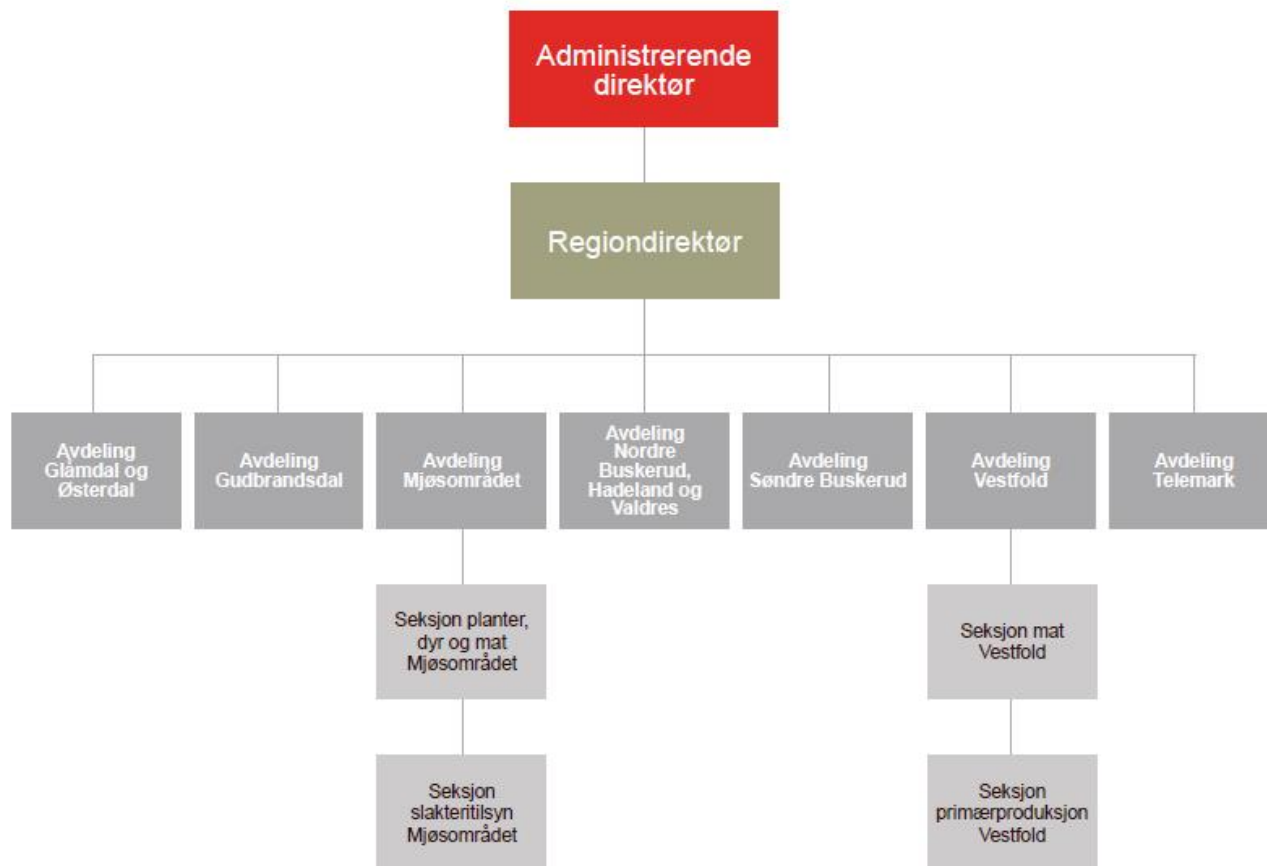 Administrerende
direktør
Regiondirektør
Avdeling
Glåmdal og
Østerdal
Avdeling
Gudbrandsdal
Avdeling
Mjøsområdet
Avdeling
Nordre
Buskerud,
Hadeland og
Valdres
Avdeling
Søndre Buskerud
Avdeling
Vestfold
Avdeling
Telemark
Seksjon planter,
dyr og mat
Mjøsområdet
Seksjon mat
Vestfold
Seksjon
slakteritilsyn
Mjøsområdet
Seksjon
primærproduksjon
Vestfold